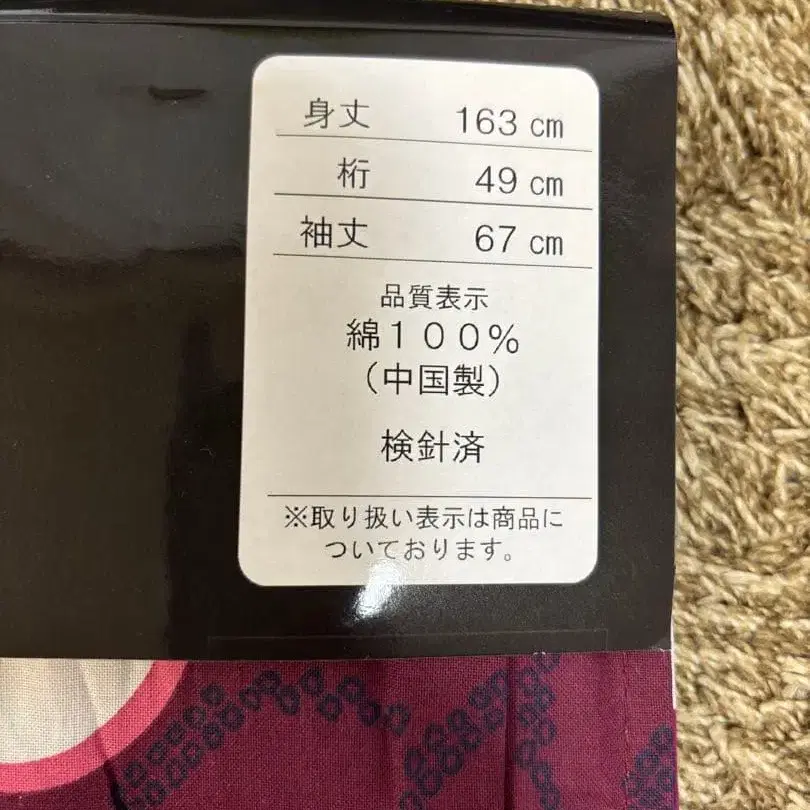 身丈 163 cm
裄 49 cm
袖丈 67 cm
品質表示
綿１００％
（中国製）
検針済
※取り扱い表示は商品に
ついております。